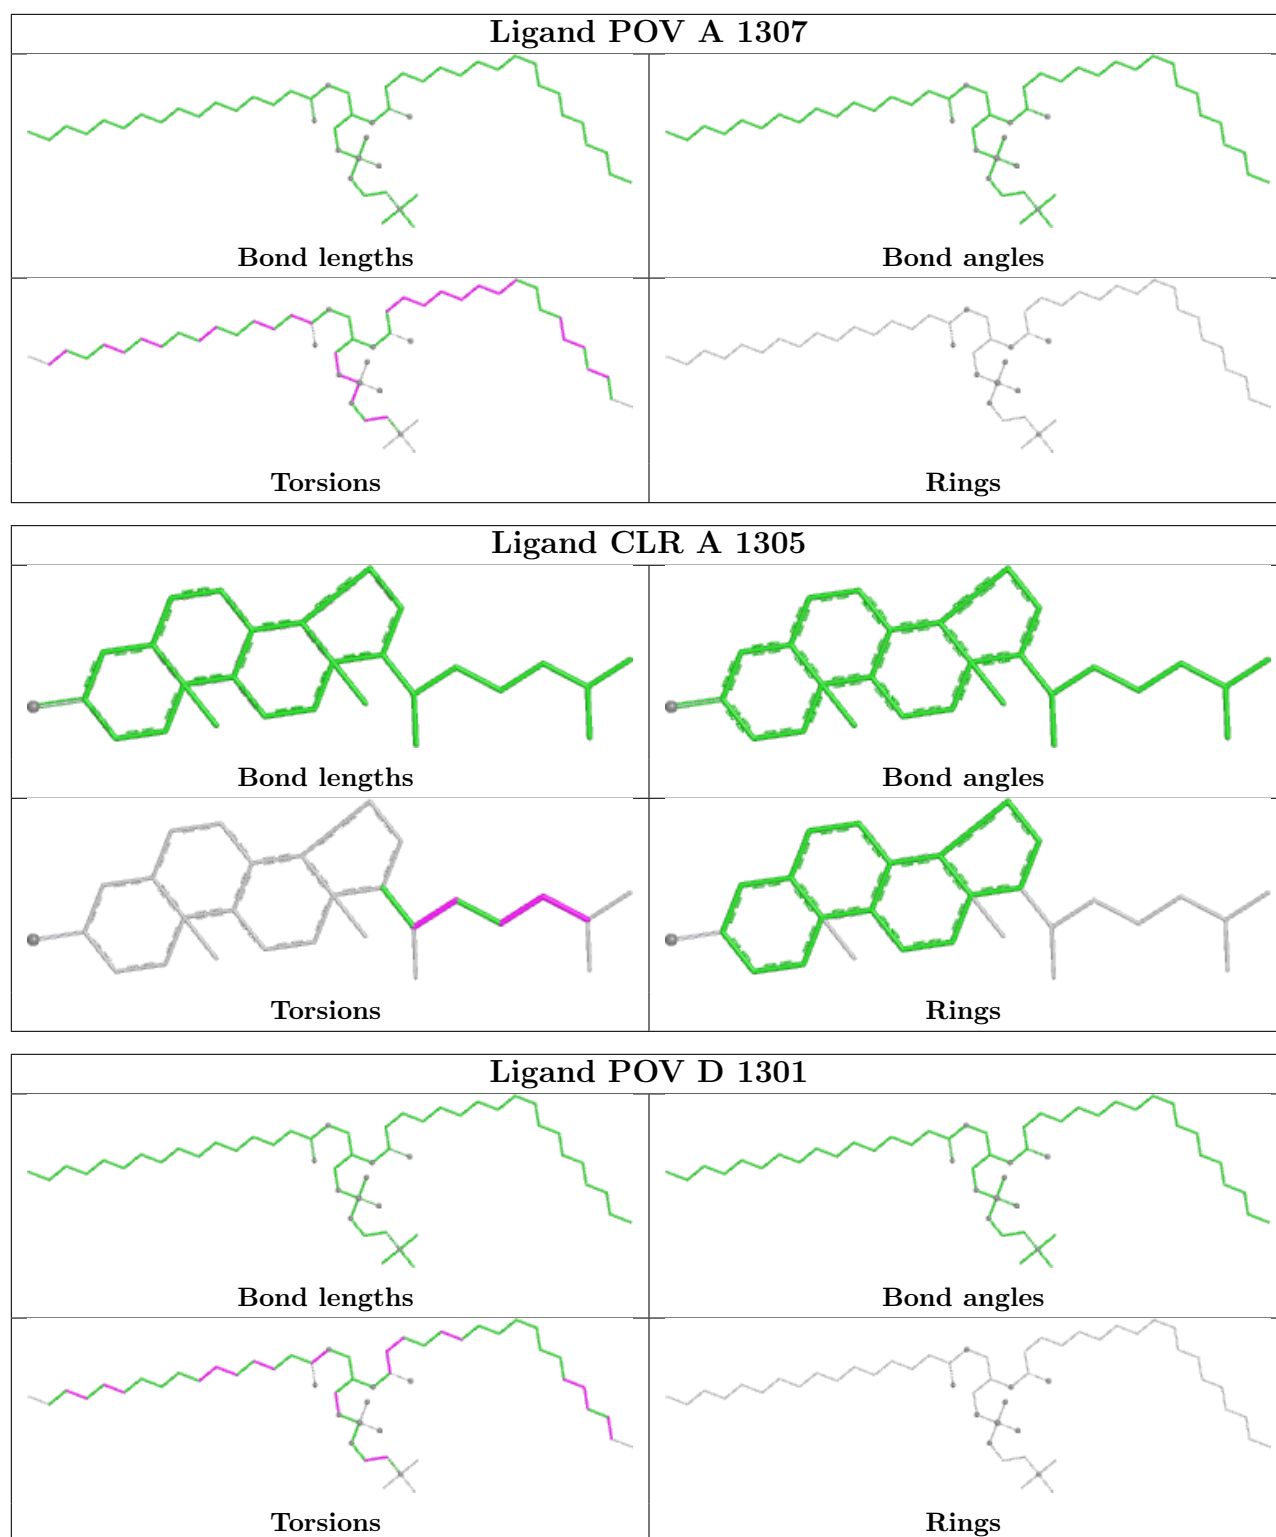 Ligand POV A 1307
Bond lengths
Bond angles
Torsions
Rings
Ligand CLR A 1305
Bond lengths
Bond angles
Torsions
Rings
Ligand POV D 1301
Bond lengths
Bond angles
Torsions
Rings